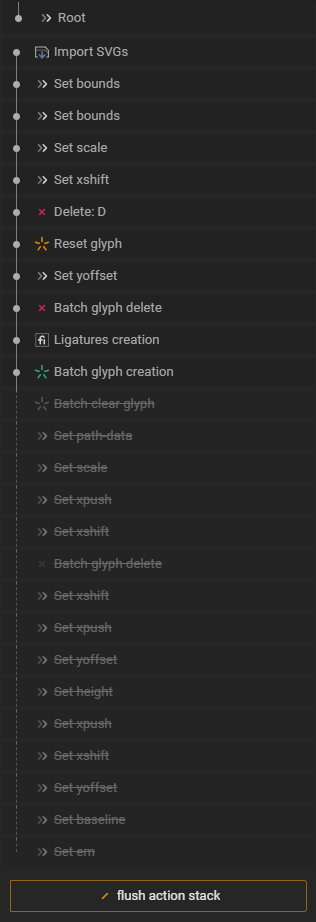 Root
Import SVGs
Set bounds
Set bounds
Set scale
Set xshift
Delete: D
Reset glyph
Set yoffset
Batch glyph delete
fi Ligatures creation
Batch glyph creation
Batch clear glyph
Set path-data
Set scale
Set xpush
Set xshift
Batch glyph delete
Set xshift
Set xpush
Set yoffset
Set height
Set xpush
Set xshift
Set yoffset
Set baseline
Set em
flush action stack